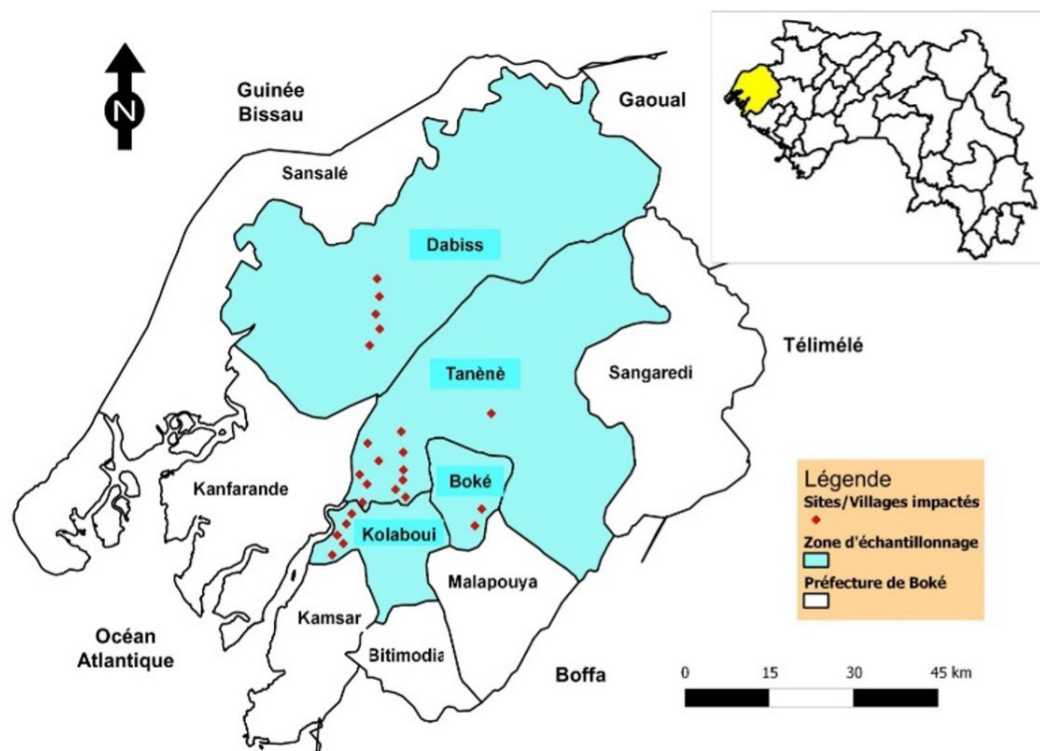 N
Guinée
Bissau
Gaoual
Sansalé
Dabiss
Télimélé
Tanènè
Sangaredi
Kanfarande
Boké
Kolaboui
Malapouya
Kamsar
Océan
Atlantique
Bitimodia
Boffa
Légende
Sites/Villages impactés
Zone d'échantillonnage
Préfecture de Boké
0 15 30 45 km